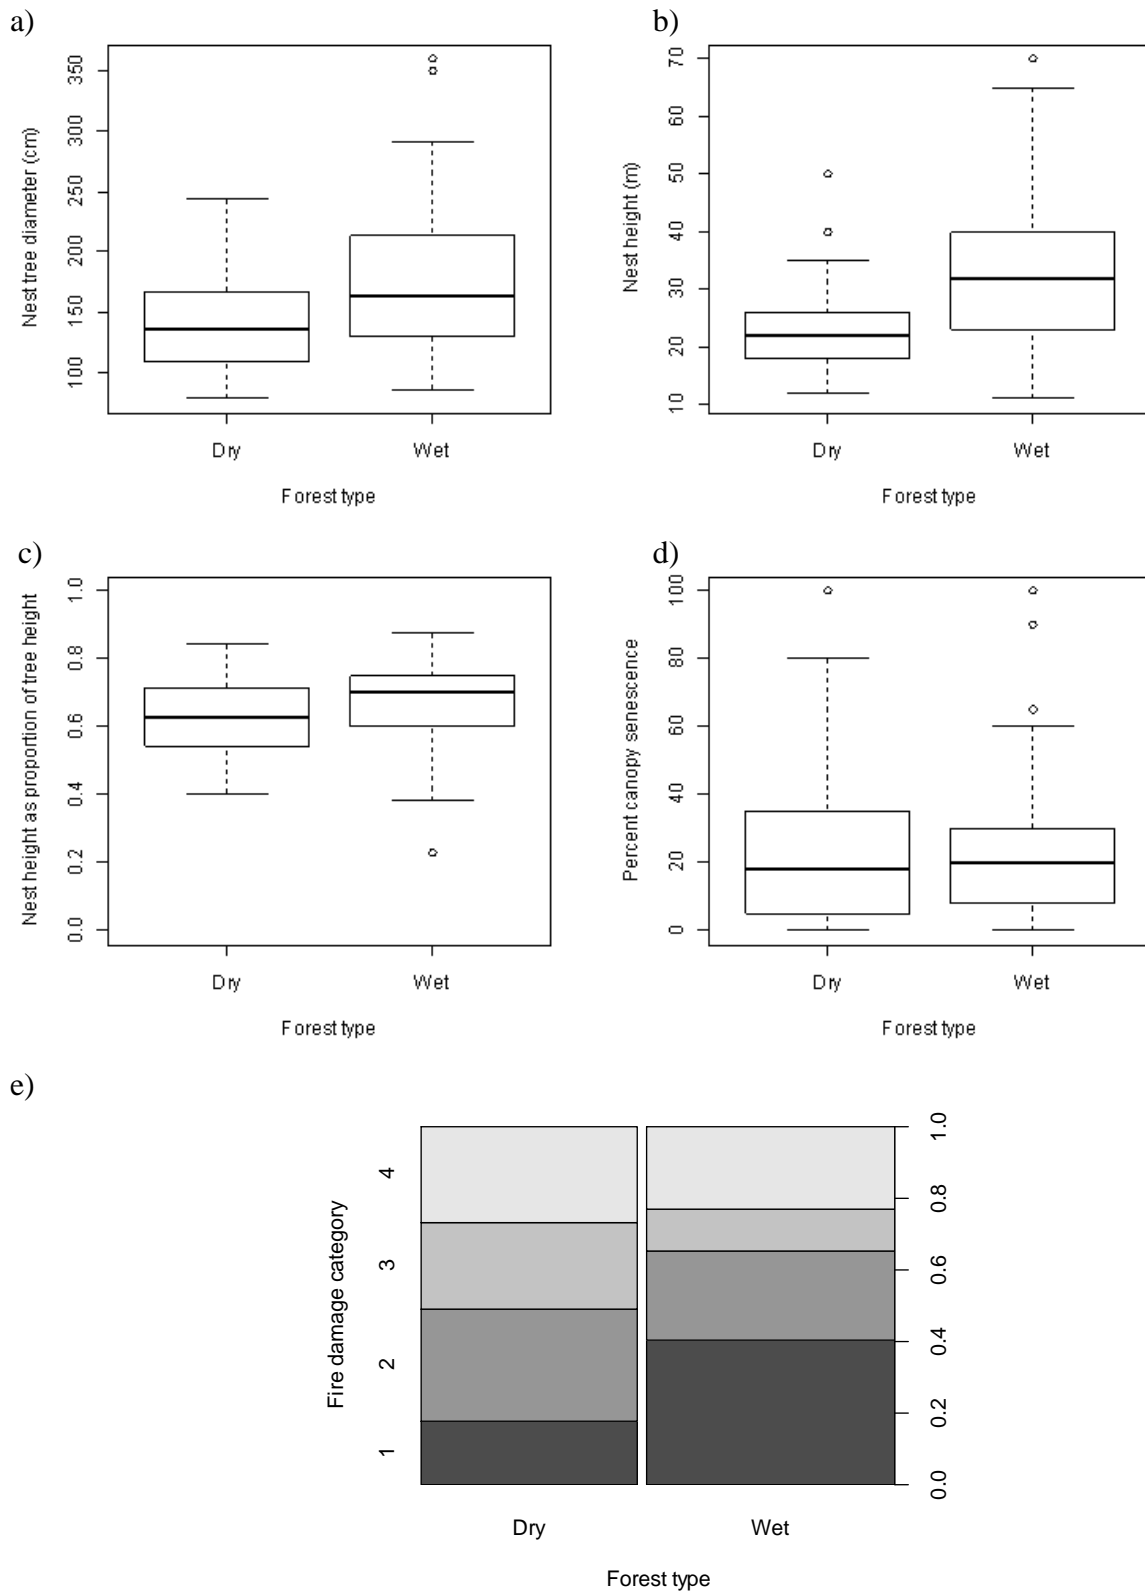 a)
Nest tree diameter (cm)
350
300
250
200
150
100
Dry
Wet
Forest type
b)
Nest height (m)
70
60
50
40
30
20
10
Dry
Wet
Forest type
c)
Nest height as proportion of tree height
1.0
0.8
0.6
0.4
0.2
0.0
Dry
Wet
Forest type
d)
Percent canopy senescence
100
80
60
40
20
0
Dry
Wet
Forest type
e)
Fire damage category
4
3
2
1
1.0
0.8
0.6
0.4
0.2
0.0
Dry
Wet
Forest type